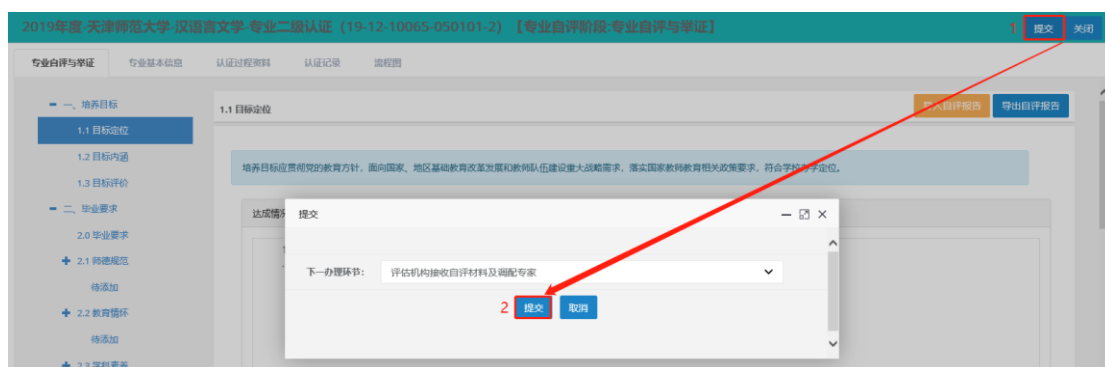 2019年度-天津师范大学-汉语言文学-专业二级认证（19-12-10065-050101-2）【专业自评阶段:专业自评与举证】 1 提交 关闭
专业自评与举证 专业基本信息 认证过程资料 认证记录 流程图
一、培养目标
1.1 目标定位
1.1 目标定位 导入自评报告 导出自评报告
1.2 目标内涵
培养目标应贯彻党的教育方针，面向国家、地区基础教育改革发展和教师队伍建设重大战略需求，落实国家教师教育相关政策要求，符合学校办学定位。
1.3 目标评价
二、毕业要求
达成情况
提交
2.0 毕业要求
2.1 师德规范
下一办理环节： 评估机构接收自评材料及调配专家
待添加
2 提交 取消
2.2 教育情怀
待添加
2.3 学科素养